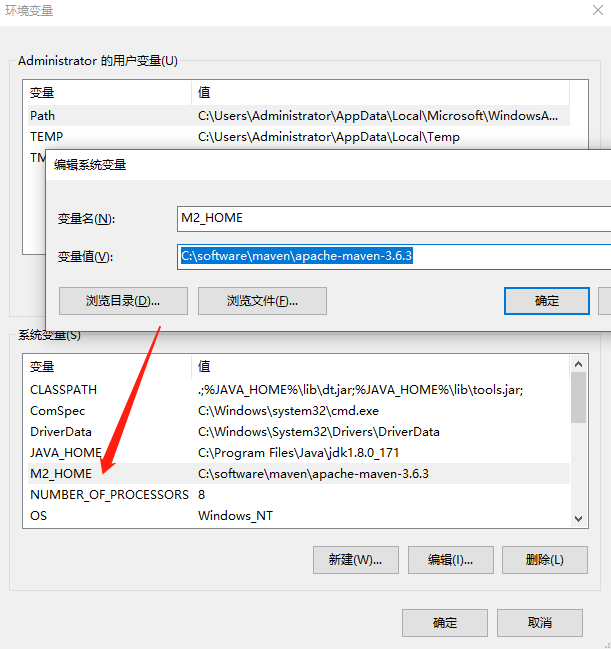 环境变量
Administrator 的用户变量(U)
变量 值
Path C:\Users\Administrator\AppData\Local\Microsoft\WindowsA...
TEMP C:\Users\Administrator\AppData\Local\Temp
编辑系统变量
变量名(N): M2_HOME
变量值(V): C:\software\maven\apache-maven-3.6.3
浏览目录(D)... 浏览文件(F)... 确定
系统变量(S)
变量 值
CLASSPATH .;%JAVA_HOME%\lib\dt.jar;%JAVA_HOME%\lib\tools.jar;
ComSpec C:\Windows\system32\cmd.exe
DriverData C:\Windows\System32\Drivers\DriverData
JAVA_HOME C:\Program Files\Java\jdk1.8.0_171
M2_HOME C:\software\maven\apache-maven-3.6.3
NUMBER_OF_PROCESSORS 8
OS Windows_NT
新建(W)... 编辑(I)... 删除(L)
确定 取消